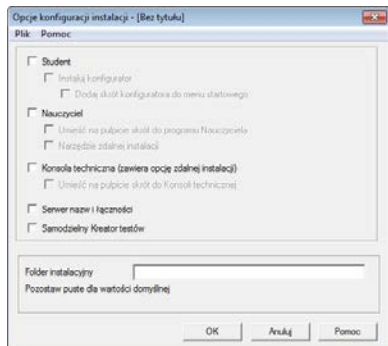 Opcje konfiguracji instalacji - [Bez tytułu]
Plik Pomoc
Student
Instaluj konfigurator
Dodaj skrót konfiguratora do menu startowego
Nauczyciel
Umieść na pulpicie skrót do programu Nauczyciela
Narzędzie zdalnej instalacji
Konsola techniczna (zawiera opcję zdalnej instalacji)
Umieść na pulpicie skrót do Konsoli technicznej
Serwer nazw i łączności
Samodzielny Kreator testów
Folder instalacyjny
Pozostaw puste dla wartości domyślnej
OK Anuluj Pomoc